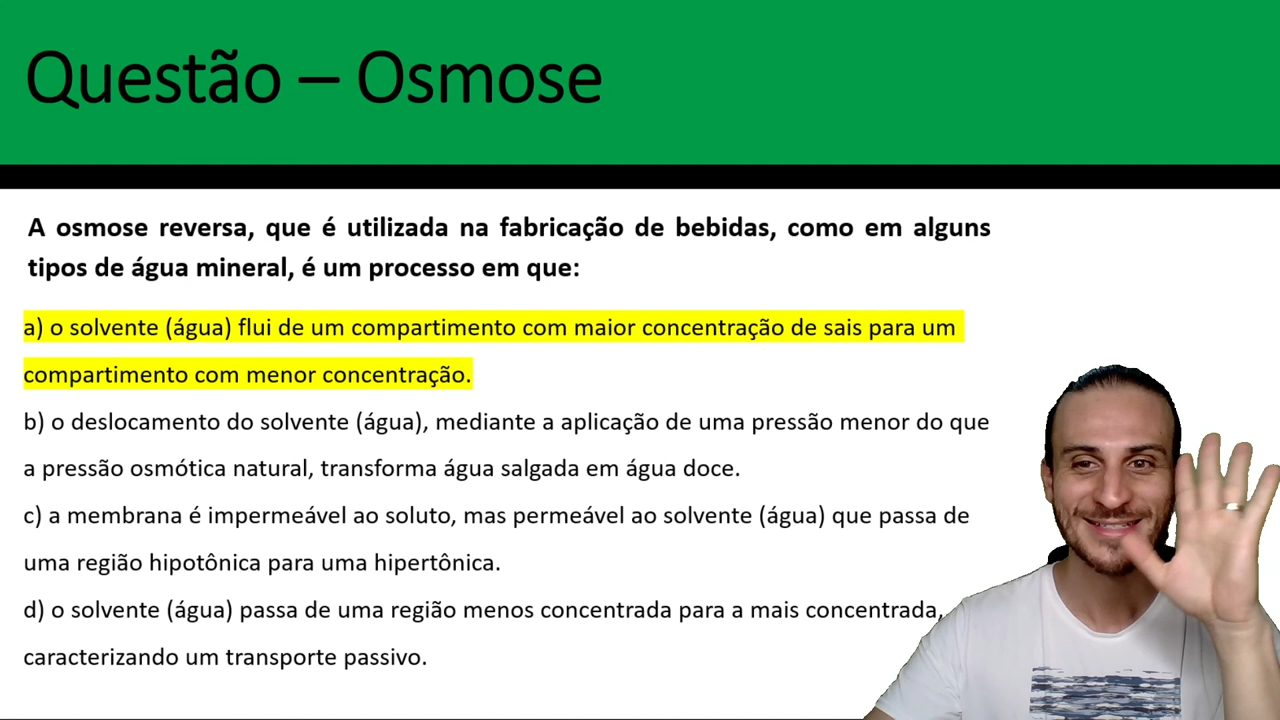 Questão – Osmose
A osmose reversa, que é utilizada na fabricação de bebidas, como em alguns
tipos de água mineral, é um processo em que:
a) o solvente (água) flui de um compartimento com maior concentração de sais para um
compartimento com menor concentração.
b) o deslocamento do solvente (água), mediante a aplicação de uma pressão menor do que
a pressão osmótica natural, transforma água salgada em água doce.
c) a membrana é impermeável ao soluto, mas permeável ao solvente (água) que passa de
uma região hipotônica para uma hipertônica.
d) o solvente (água) passa de uma região menos concentrada para a mais concentrada,
caracterizando um transporte passivo.